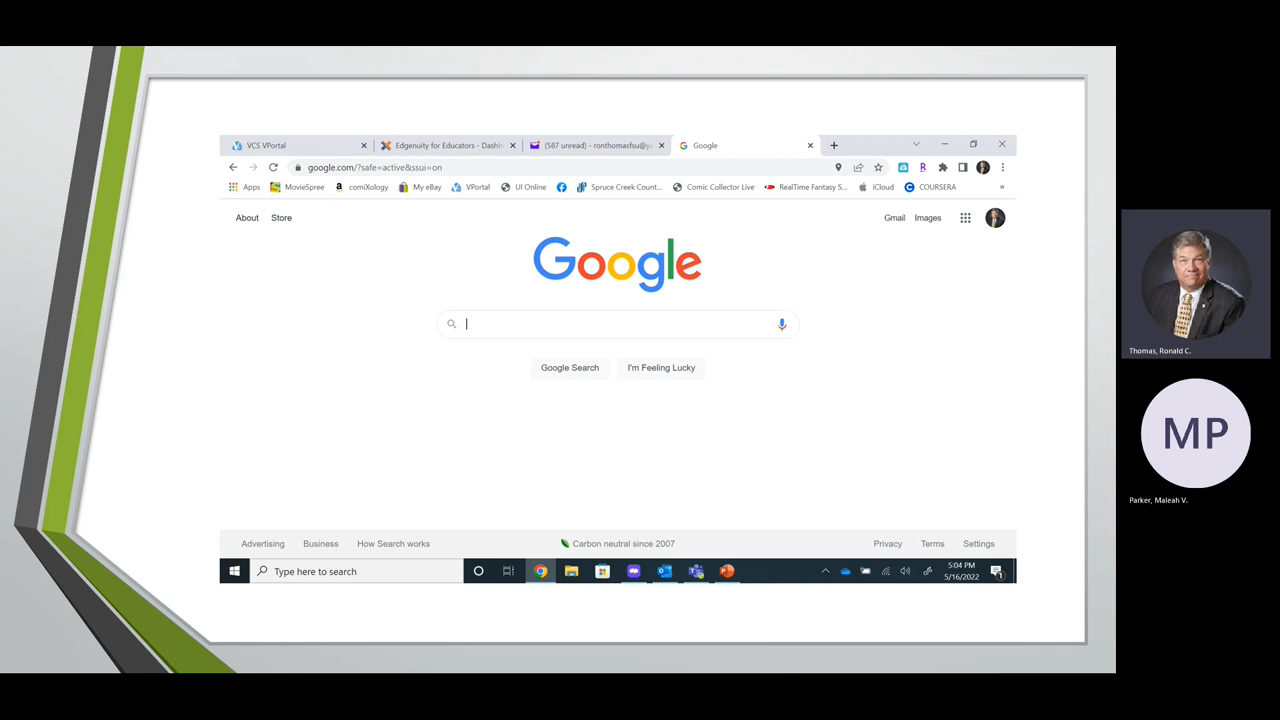 VCS VPortal
Edgenuity for Educators - Dashb
(587 unread) - ronthomasfsu@ya
Google
google.com/?safe=active&ssui=on
Apps MovieSpree comiXology My eBay VPortal UI Online Spruce Creek Count... Comic Collector Live RealTime Fantasy S... iCloud COURSERA »
About Store
Gmail Images
Google
Google Search I'm Feeling Lucky
Thomas, Ronald C.
MP
Parker, Maleah V.
Advertising Business How Search works
Carbon neutral since 2007
Privacy Terms Settings
Type here to search
5:04 PM
5/16/2022
1